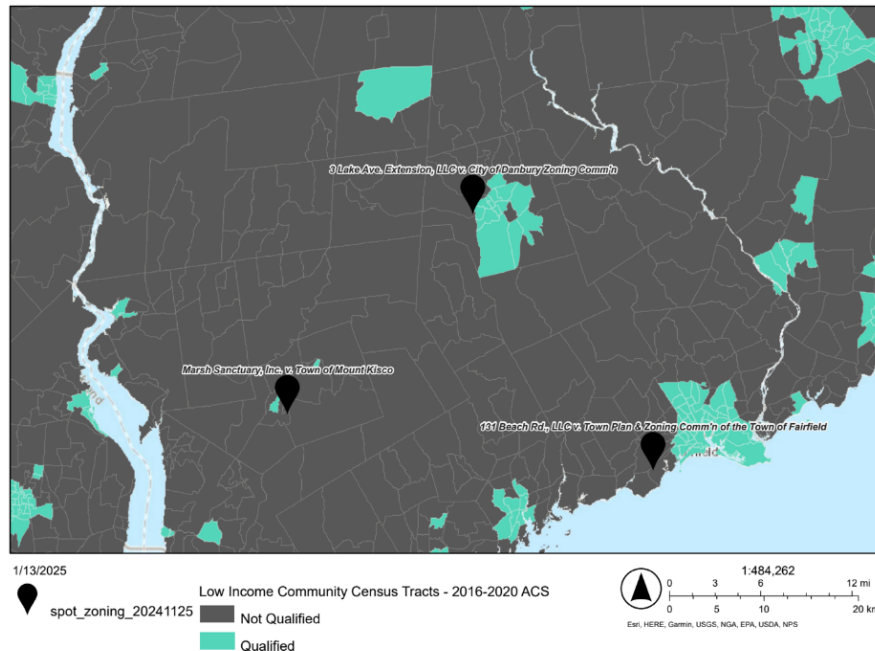 3 Lake Ave. Extension, LLC v. City of Danbury Zoning Comm'n
Marsh Sanctuary, Inc. v. Town of Mount Kisco
131 Beach Rd., LLC v. Town Plan & Zoning Comm'n of the Town of Fairfield
1/13/2025
spot_zoning_20241125
Low Income Community Census Tracts - 2016-2020 ACS
Not Qualified
Qualified
1:484,262
0 3 6 12 mi
0 5 10 20 km
Esri, HERE, Garmin, USGS, NGA, EPA, USDA, NPS